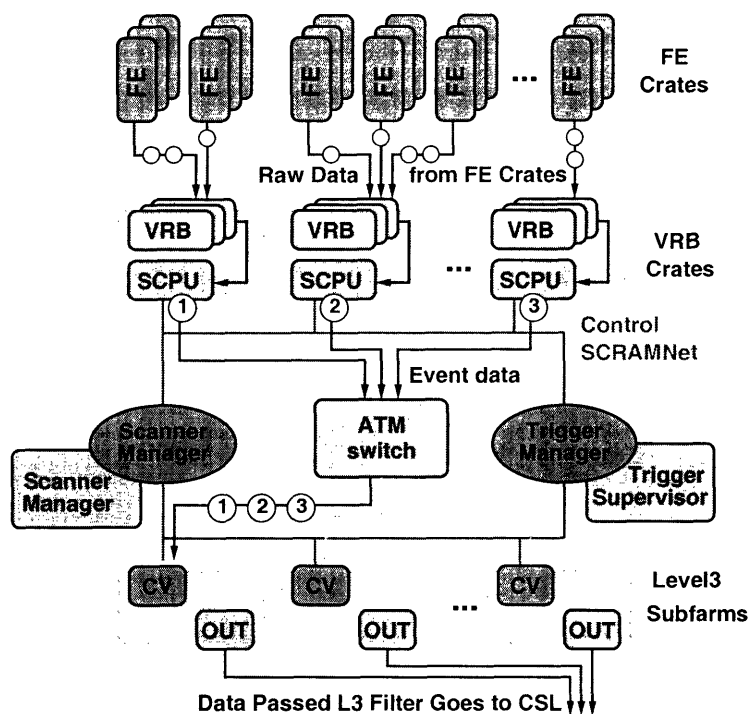 FE FE FE FE FE ... FE
FE
Crates
Raw Data from FE Crates
VRB VRB VRB
VRB
Crates
SCPU SCPU ... SCPU
1 2 3
Control
SCRAMNet
Event data
Scanner
Manager
ATM
switch
Trigger
Manager
Scanner
Manager
Trigger
Supervisor
1 2 3
CV CV CV
Level3
Subfarms
...
OUT OUT OUT
Data Passed L3 Filter Goes to CSL